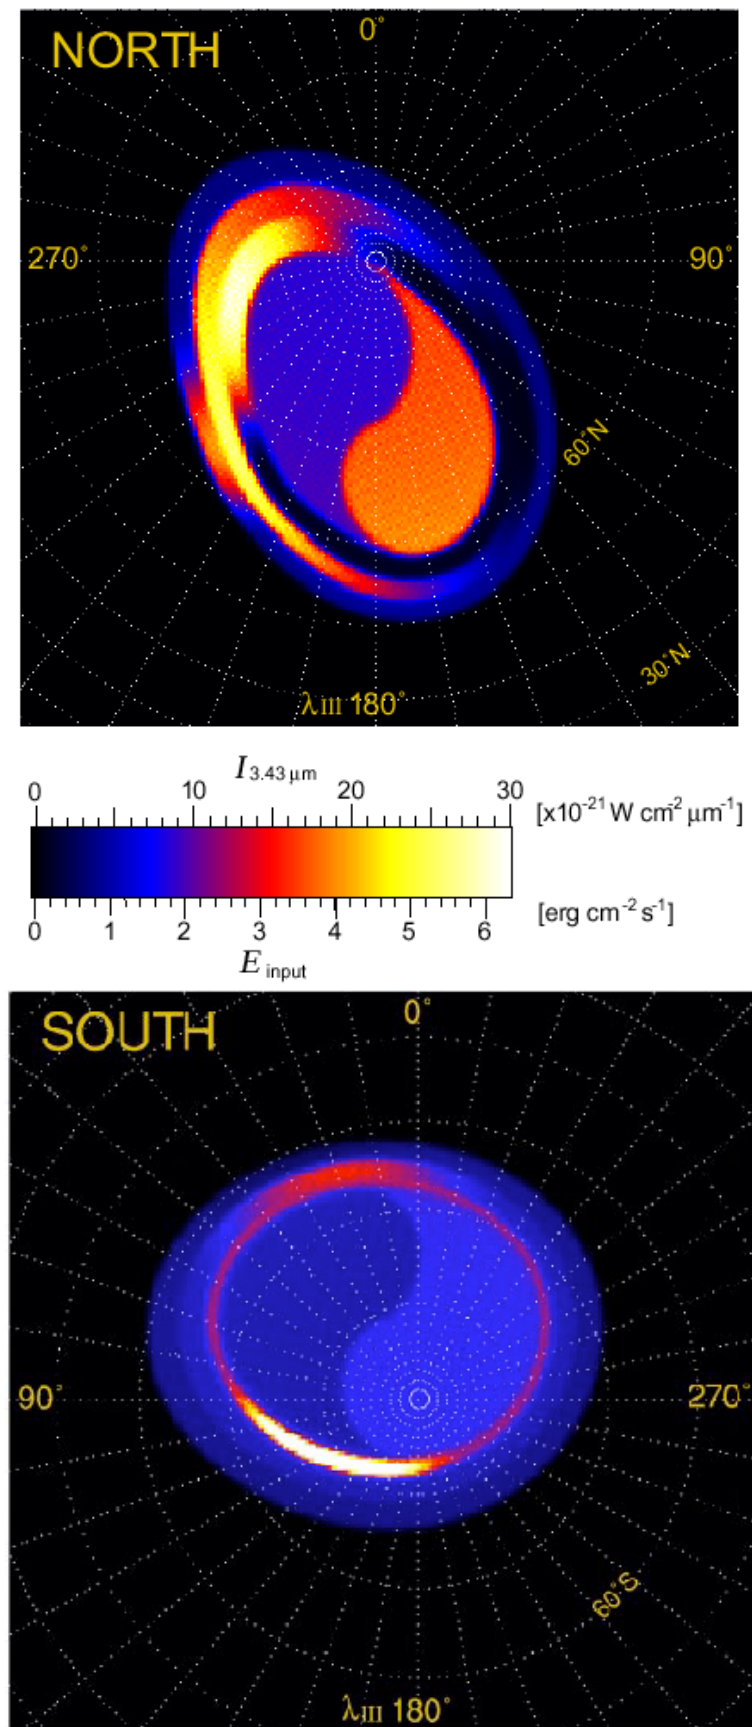 NORTH
0°
270°
90°
60°N
30°N
λIII 180°
I3.43 μm
0 10 20 30
[x10-21 W cm-2 μm-1]
[erg cm-2 s-1]
0 1 2 3 4 5 6
Einput
SOUTH
0°
90°
270°
60°S
λIII 180°